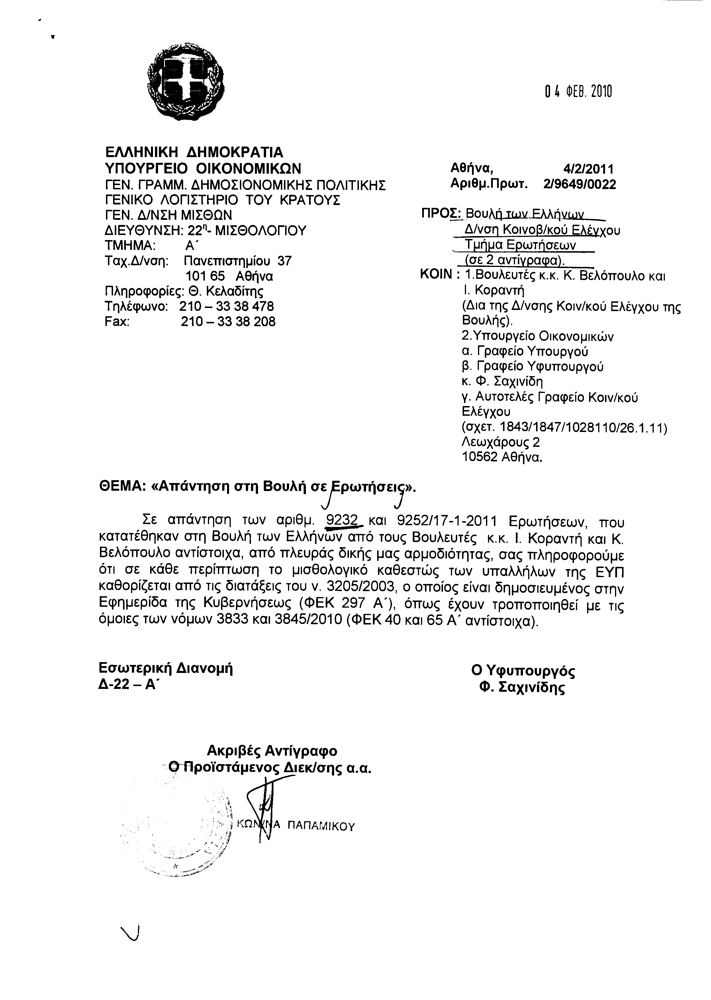 04 ΦΕΒ. 2010
ΕΛΛΗΝΙΚΗ ΔΗΜΟΚΡΑΤΙΑ
ΥΠΟΥΡΓΕΙΟ ΟΙΚΟΝΟΜΙΚΩΝ
ΓΕΝ. ΓΡΑΜΜ. ΔΗΜΟΣΙΟΝΟΜΙΚΗΣ ΠΟΛΙΤΙΚΗΣ
ΓΕΝΙΚΟ ΛΟΓΙΣΤΗΡΙΟ ΤΟΥ ΚΡΑΤΟΥΣ
ΓΕΝ. Δ/ΝΣΗ ΜΙΣΘΩΝ
ΔΙΕΥΘΥΝΣΗ: 22η- ΜΙΣΘΟΛΟΓΙΟΥ
ΤΜΗΜΑ: Α΄
Ταχ.Δ/νση: Πανεπιστημίου 37
101 65 Αθήνα
Πληροφορίες: Θ. Κελαδίτης
Τηλέφωνο: 210 – 33 38 478
Fax: 210 – 33 38 208
Αθήνα, 4/2/2011
Αριθμ.Πρωτ. 2/9649/0022
ΠΡΟΣ: Βουλή των Ελλήνων
Δ/νση Κοινοβ/κού Ελέγχου
Τμήμα Ερωτήσεων
(σε 2 αντίγραφα).
ΚΟΙΝ : 1.Βουλευτές κ.κ. Κ. Βελόπουλο και
Ι. Κοραντή
(Δια της Δ/νσης Κοιν/κού Ελέγχου της
Βουλής).
2.Υπουργείο Οικονομικών
α. Γραφείο Υπουργού
β. Γραφείο Υφυπουργού
κ. Φ. Σαχινίδη
γ. Αυτοτελές Γραφείο Κοιν/κού
Ελέγχου
(σχετ. 1843/1847/1028110/26.1.11)
Λεωχάρους 2
10562 Αθήνα.
ΘΕΜΑ: «Απάντηση στη Βουλή σε Ερωτήσεις».
Σε απάντηση των αριθμ. 9232 και 9252/17-1-2011 Ερωτήσεων, που
κατατέθηκαν στη Βουλή των Ελλήνων από τους Βουλευτές κ.κ. Ι. Κοραντή και Κ.
Βελόπουλο αντίστοιχα, από πλευράς δικής μας αρμοδιότητας, σας πληροφορούμε
ότι σε κάθε περίπτωση το μισθολογικό καθεστώς των υπαλλήλων της ΕΥΠ
καθορίζεται από τις διατάξεις του ν. 3205/2003, ο οποίος είναι δημοσιευμένος στην
Εφημερίδα της Κυβερνήσεως (ΦΕΚ 297 Α΄), όπως έχουν τροποποιηθεί με τις
όμοιες των νόμων 3833 και 3845/2010 (ΦΕΚ 40 και 65 Α΄ αντίστοιχα).
Εσωτερική Διανομή
Δ-22 – Α΄
Ο Υφυπουργός
Φ. Σαχινίδης
Ακριβές Αντίγραφο
Ο Προϊστάμενος Διεκ/σης α.α.
ΚΩΝ/ΝΑ ΠΑΠΑΜΙΚΟΥ